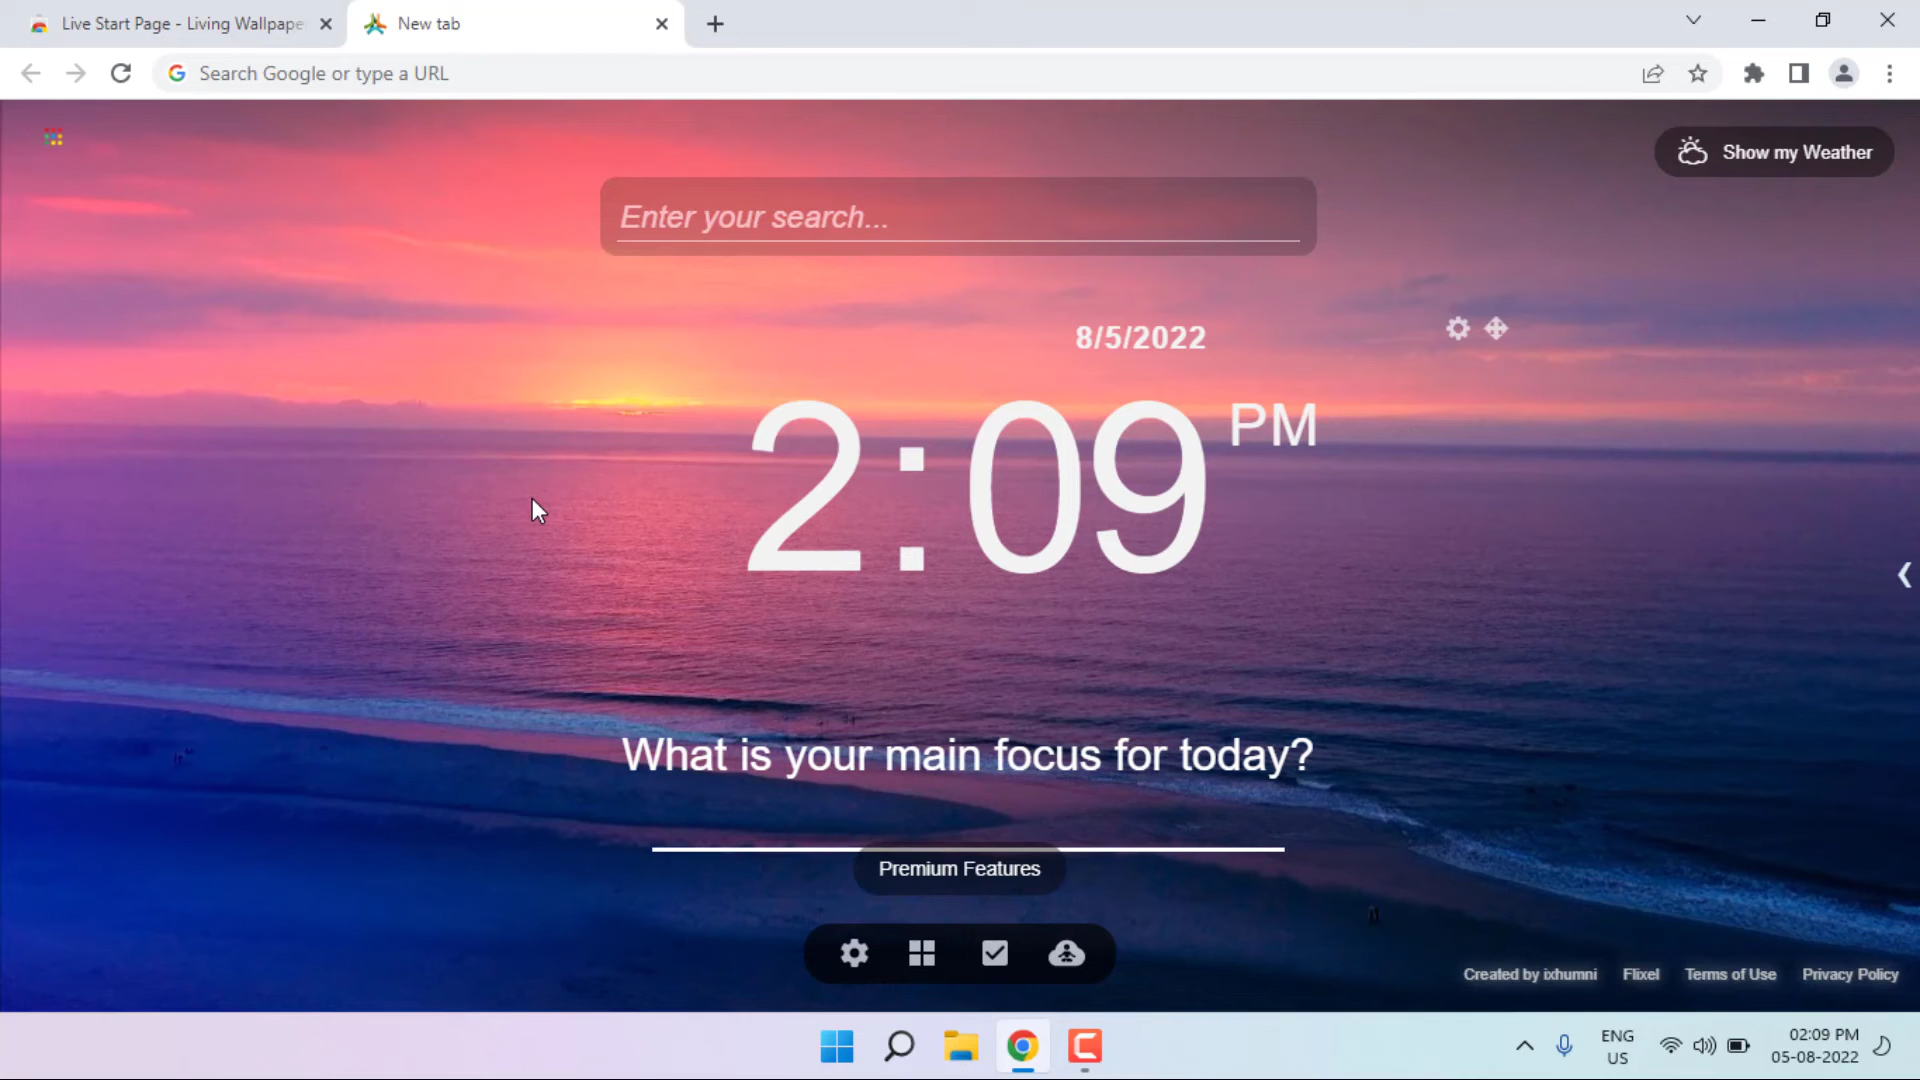 Live Start Page - Living Wallpape
New tab
Search Google or type a URL
Show my Weather
Enter your search...
8/5/2022
2:09 PM
What is your main focus for today?
Premium Features
Created by ixhumni Flixel Terms of Use Privacy Policy
ENG
US
02:09 PM
05-08-2022